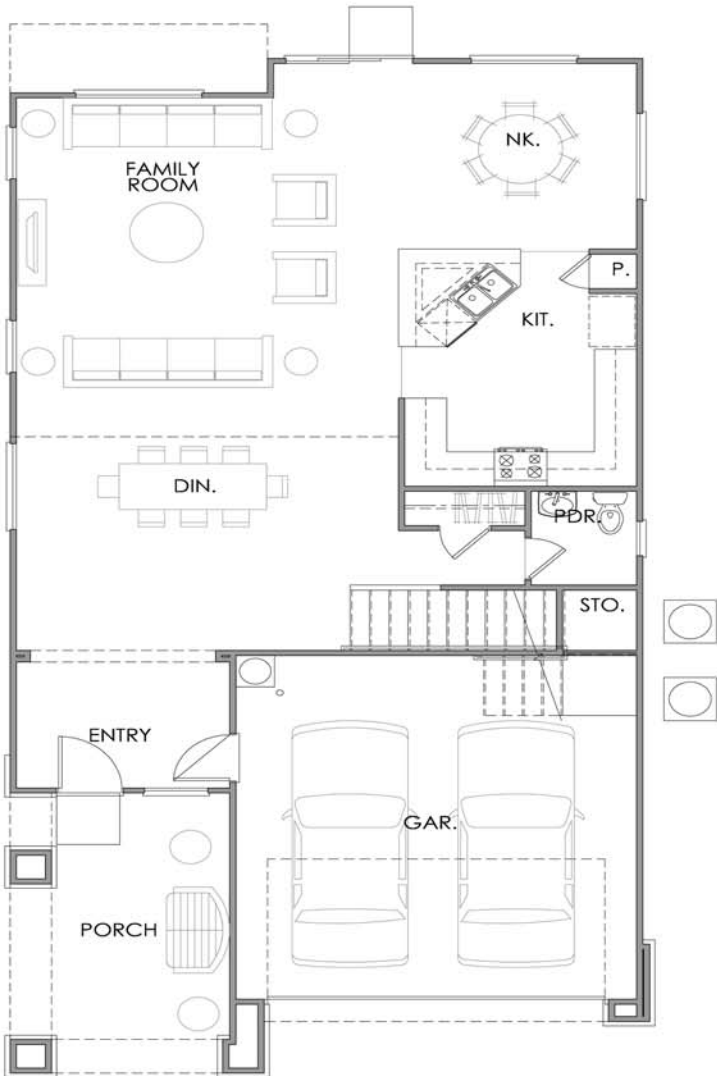 NK.
FAMILY
ROOM
P.
KIT.
DIN.
PDR.
STO.
ENTRY
GAR.
PORCH